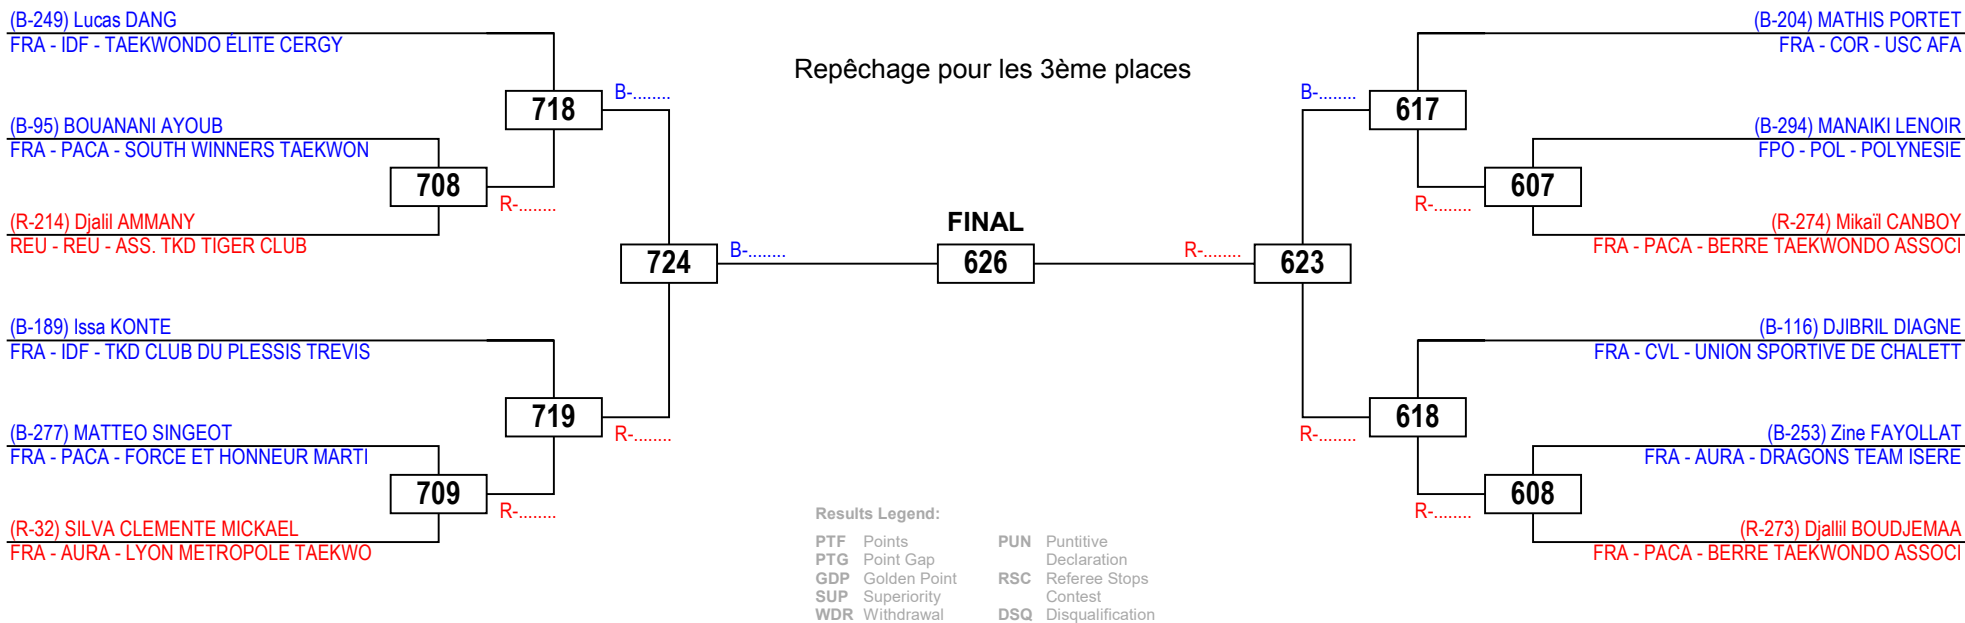 (B-249) Lucas DANG
FRA - IDF - TAEKWONDO ÉLITE CERGY
(B-95) BOUANANI AYOUB
FRA - PACA - SOUTH WINNERS TAEKWON
(R-214) Djalil AMMANY
REU - REU - ASS. TKD TIGER CLUB
(B-189) Issa KONTE
FRA - IDF - TKD CLUB DU PLESSIS TREVIS
(B-277) MATTEO SINGEOT
FRA - PACA - FORCE ET HONNEUR MARTI
(R-32) SILVA CLEMENTE MICKAEL
FRA - AURA - LYON METROPOLE TAEKWO
708
R-........
709
R-........
718
B-........
719
R-........
724
B-........
Repêchage pour les 3ème places
FINAL
626
R-........
623
B-........
617
R-........
618
R-........
607
R-........
608
(B-204) MATHIS PORTET
FRA - COR - USC AFA
(B-294) MANAIKI LENOIR
FPO - POL - POLYNESIE
(R-274) Mikaïl CANBOY
FRA - PACA - BERRE TAEKWONDO ASSOCI
(B-116) DJIBRIL DIAGNE
FRA - CVL - UNION SPORTIVE DE CHALETT
(B-253) Zine FAYOLLAT
FRA - AURA - DRAGONS TEAM ISERE
(R-273) Djallil BOUDJEMAA
FRA - PACA - BERRE TAEKWONDO ASSOCI
Results Legend:
PTF Points
PTG Point Gap
GDP Golden Point
SUP Superiority
WDR Withdrawal
PUN Puntitive
Declaration
RSC Referee Stops
Contest
DSQ Disqualification